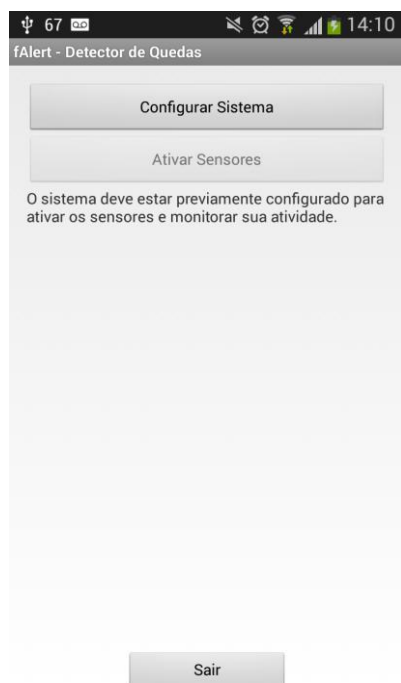 67 14:10
fAlert - Detector de Quedas
Configurar Sistema
Ativar Sensores
O sistema deve estar previamente configurado para
ativar os sensores e monitorar sua atividade.
Sair